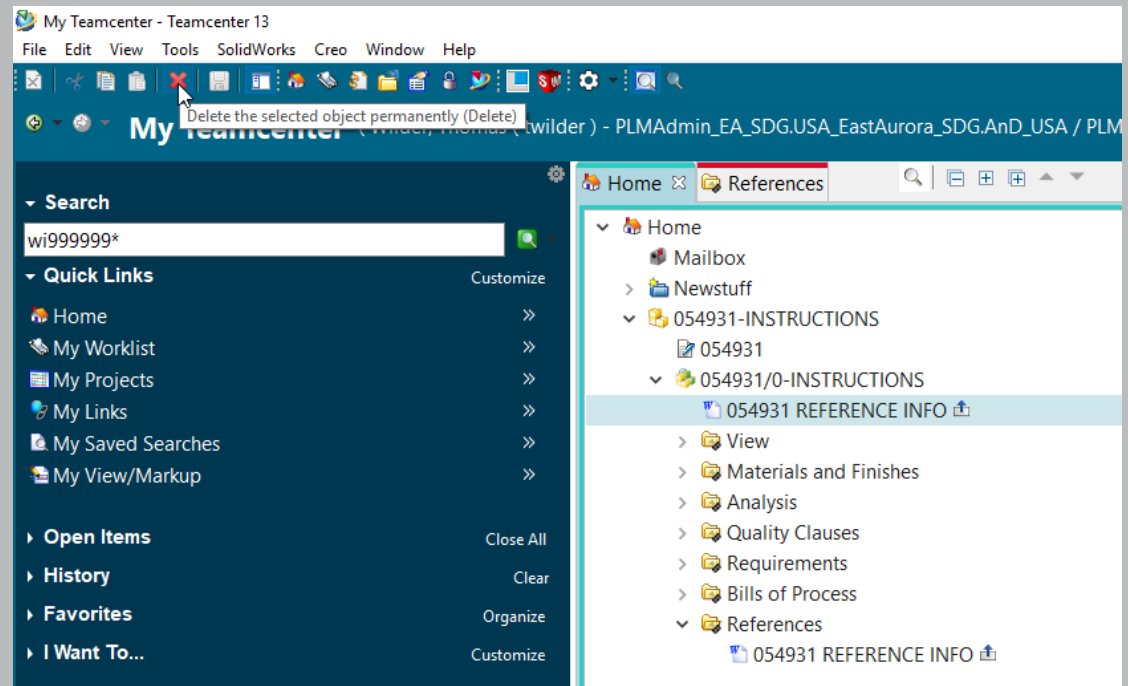 My Teamcenter - Teamcenter 13
File Edit View Tools SolidWorks Creo Window Help
Delete the selected object permanently (Delete)
My Teamcenter ( Wilder, Thomas ( twilder ) - PLMAdmin_EA_SDG.USA_EastAurora_SDG.AnD_USA / PLM
Search
wi999999*
Quick Links Customize
Home
My Worklist
My Projects
My Links
My Saved Searches
My View/Markup
Open Items Close All
History Clear
Favorites Organize
I Want To... Customize
Home References
Home
Mailbox
Newstuff
054931-INSTRUCTIONS
054931
054931/0-INSTRUCTIONS
054931 REFERENCE INFO
View
Materials and Finishes
Analysis
Quality Clauses
Requirements
Bills of Process
References
054931 REFERENCE INFO